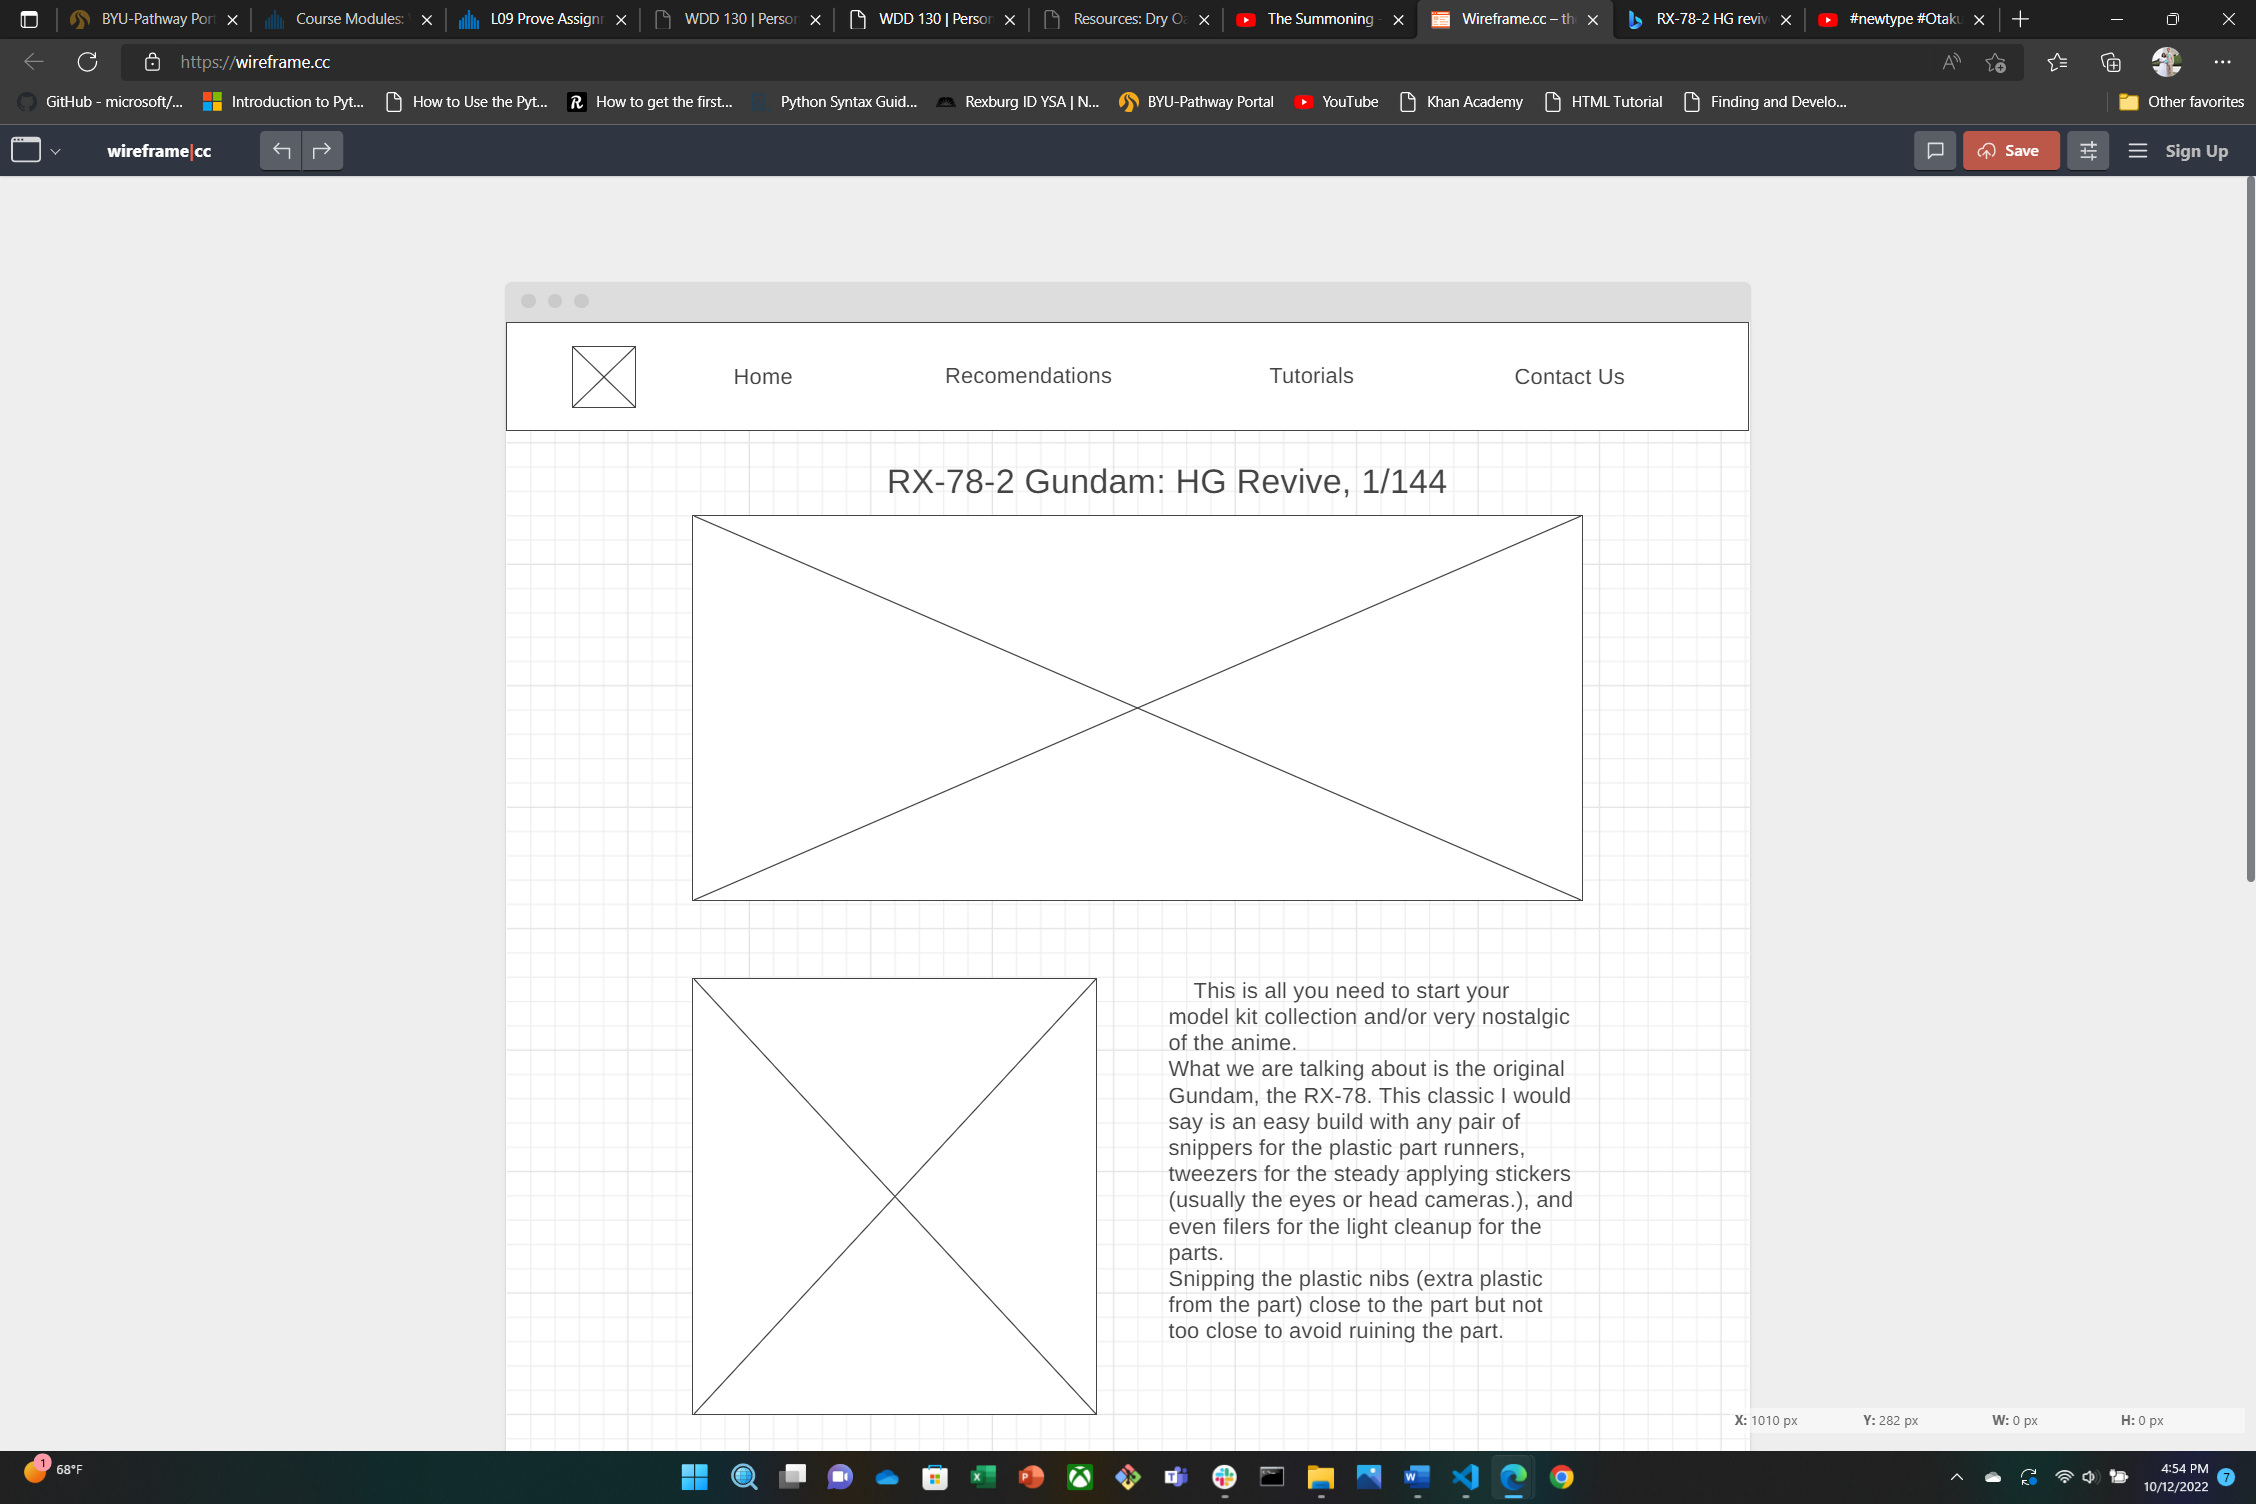 BYU-Pathway Por
Course Modules:
L09 Prove Assign
WDD 130 | Person
WDD 130 | Person
Resources: Dry O
The Summoning -
Wireframe.cc – th
RX-78-2 HG reviv
#newtype #Otaku
https://wireframe.cc
GitHub - microsoft/...
Introduction to Pyt...
How to Use the Pyt...
How to get the first...
Python Syntax Guid...
Rexburg ID YSA | N...
BYU-Pathway Portal
YouTube
Khan Academy
HTML Tutorial
Finding and Develo...
Other favorites
wireframe|cc
Save
Sign Up
Home
Recomendations
Tutorials
Contact Us
RX-78-2 Gundam: HG Revive, 1/144
This is all you need to start your
model kit collection and/or very nostalgic
of the anime.
What we are talking about is the original
Gundam, the RX-78. This classic I would
say is an easy build with any pair of
snippers for the plastic part runners,
tweezers for the steady applying stickers
(usually the eyes or head cameras.), and
even filers for the light cleanup for the
parts.
Snipping the plastic nibs (extra plastic
from the part) close to the part but not
too close to avoid ruining the part.
X: 1010 px Y: 282 px W: 0 px H: 0 px
1
68°F
4:54 PM
10/12/2022
7